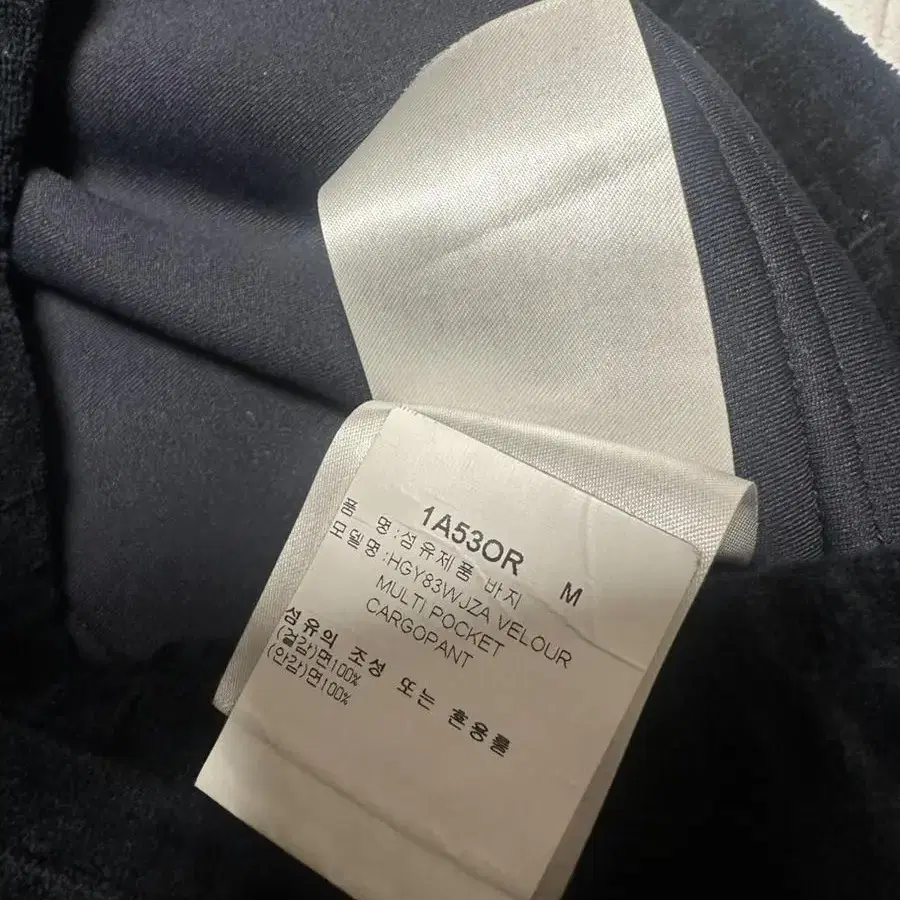 1A53OR M
품 명 :섬유제품 바지
모델명 :HGY83WJZA VELOUR
MULTI POCKET
CARGOPANT
섬유의 조성 또는 혼용률
(겉감)면100%
(안감)면100%